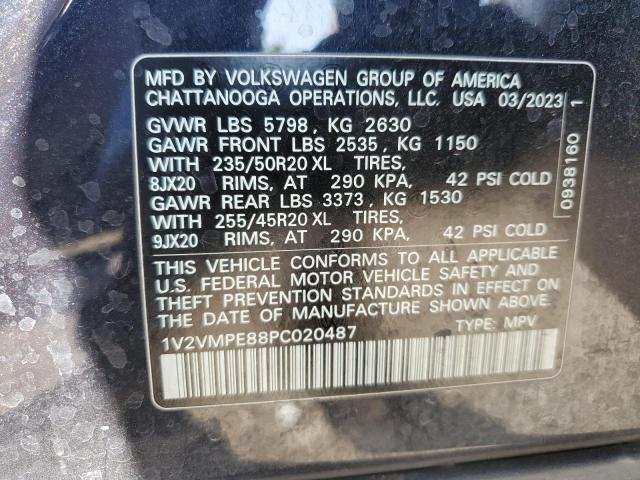 MFD BY VOLKSWAGEN GROUP OF AMERICA
CHATTANOOGA OPERATIONS, LLC. USA 03/2023
GVWR LBS 5798, KG 2630
GAWR FRONT LBS 2535, KG 1150
WITH 235/50R20 XL TIRES,
8JX20 RIMS, AT 290 KPA, 42 PSI COLD
GAWR REAR LBS 3373, KG 1530
WITH 255/45R20 XL TIRES,
9JX20 RIMS, AT 290 KPA, 42 PSI COLD
THIS VEHICLE CONFORMS TO ALL APPLICABLE
U.S. FEDERAL MOTOR VEHICLE SAFETY AND
THEFT PREVENTION STANDARDS IN EFFECT ON
THE DATE OF MANUFACTURE SHOWN ABOVE.
1V2VMPE88PC020487 TYPE: MPV
0938160 1